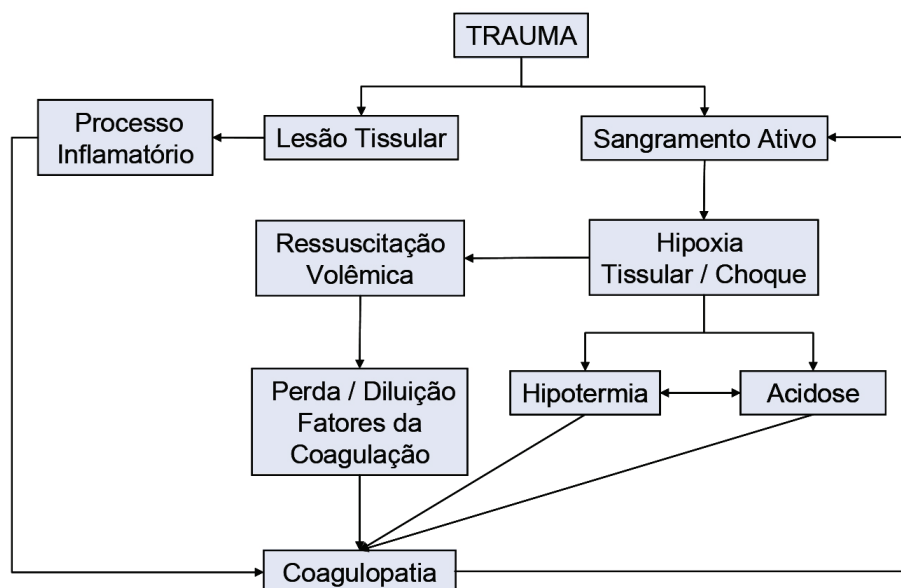 TRAUMA
Processo
Inflamatório
Lesão Tissular
Sangramento Ativo
Ressuscitação
Volêmica
Hipoxia
Tissular / Choque
Perda / Diluição
Fatores da
Coagulação
Hipotermia
Acidose
Coagulopatia